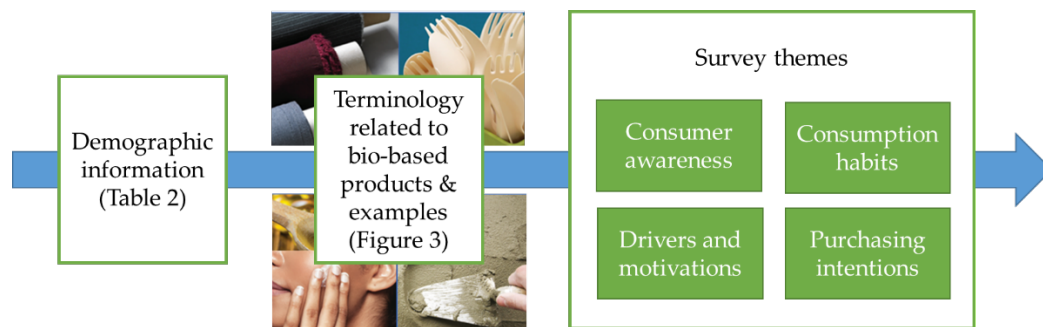 Demographic
information
(Table 2)
Terminology
related to
bio-based
products &
examples
(Figure 3)
Survey themes
Consumer
awareness
Consumption
habits
Drivers and
motivations
Purchasing
intentions